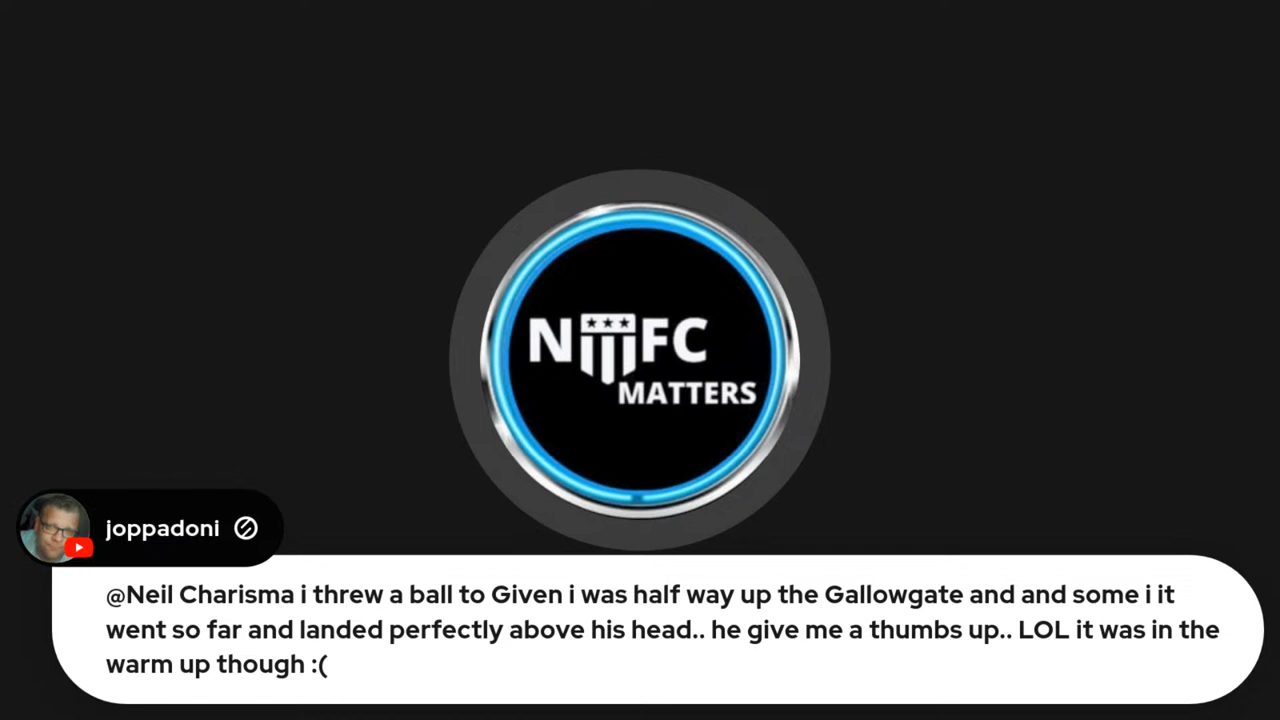 NUFC
MATTERS
joppadoni
@Neil Charisma i threw a ball to Given i was half way up the Gallowgate and and some i it
went so far and landed perfectly above his head.. he give me a thumbs up.. LOL it was in the
warm up though :(